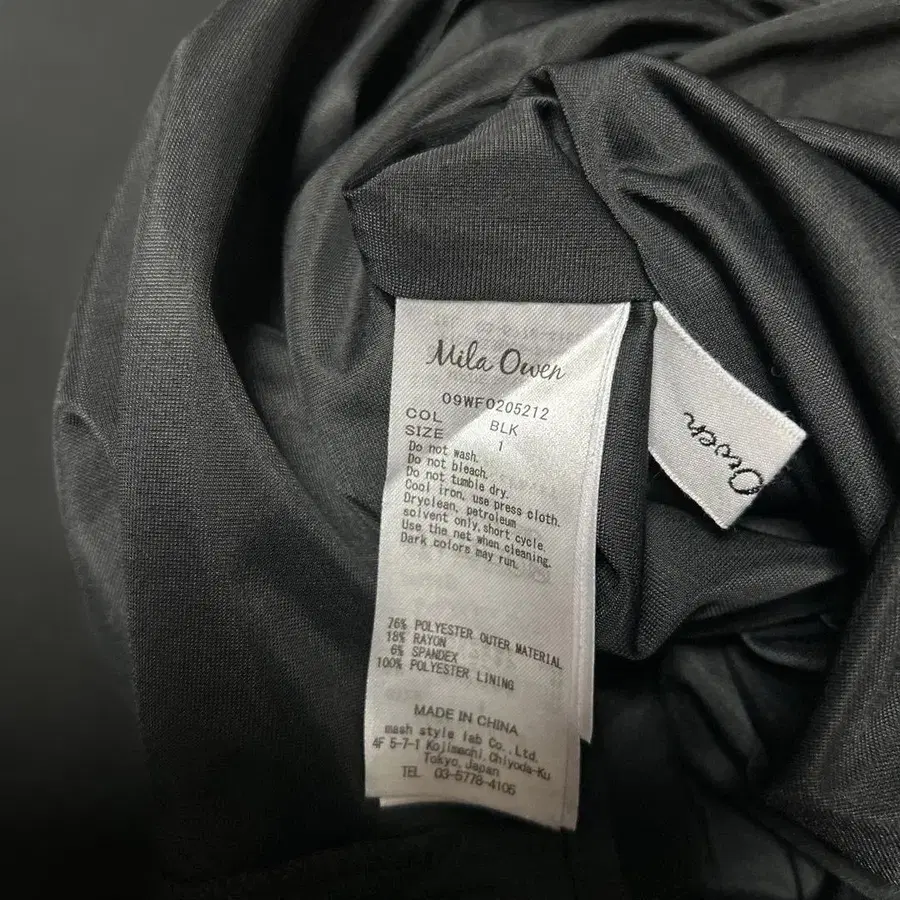 Mila Owen
09WFO205212
COL BLK
SIZE 1
Do not wash.
Do not bleach.
Do not tumble dry.
Cool iron, use press cloth.
Dryclean, petroleum
solvent only, short cycle.
Use the net when cleaning.
Dark colors may run.
76% POLYESTER OUTER MATERIAL
18% RAYON
6% SPANDEX
100% POLYESTER LINING
MADE IN CHINA
mash style lab Co., Ltd.
4F 5-7-1 Kojimachi, Chiyoda-Ku
Tokyo, Japan
TEL 03-5778-4106
Owen